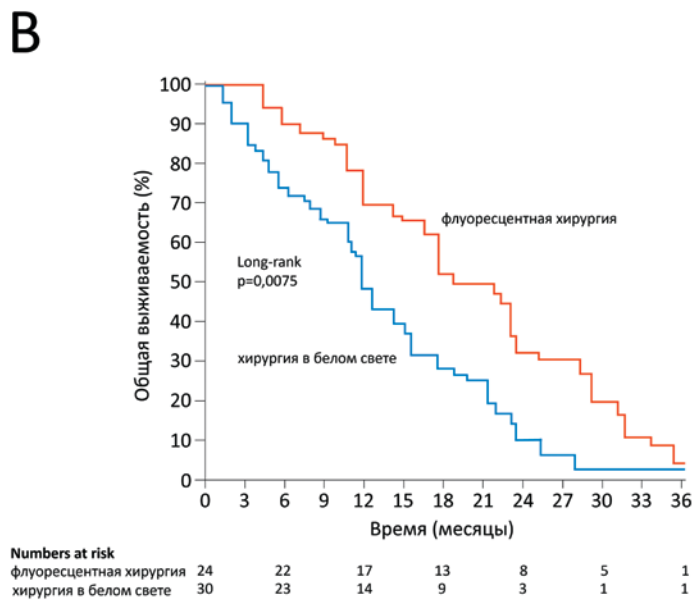 B
100
90
80
70
60
50
40
30
20
10
0
Общая выживаемость (%)
флуоресцентная хирургия
Long-rank
p=0,0075
хирургия в белом свете
0 3 6 9 12 15 18 21 24 27 30 33 36
Время (месяцы)
Numbers at risk
флуоресцентная хирургия 24 22 17 13 8 5 1
хирургия в белом свете 30 23 14 9 3 1 1